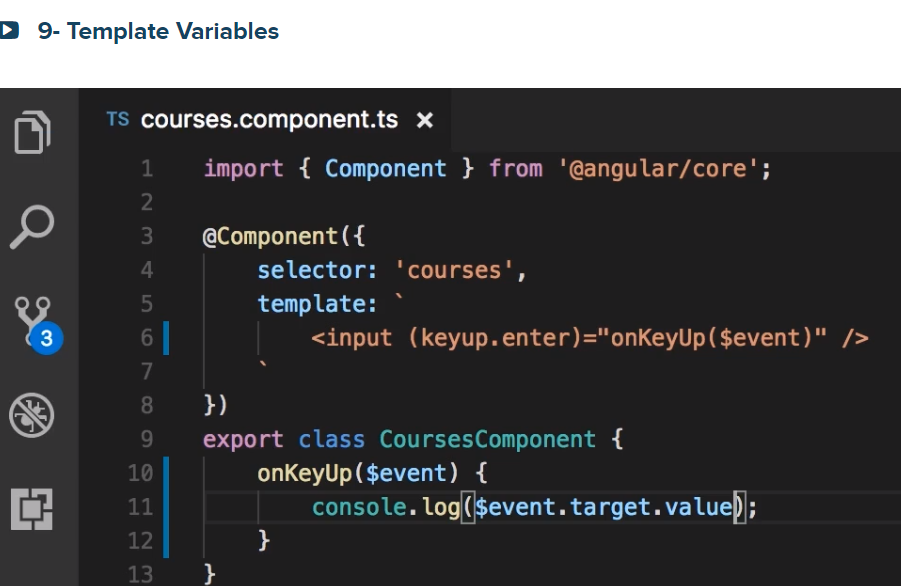 9- Template Variables
TS courses.component.ts ×
1 import { Component } from '@angular/core';
2
3 @Component({
4     selector: 'courses',
5     template: `
6         <input (keyup.enter)="onKeyUp($event)" />
7     `
8 })
9 export class CoursesComponent {
10     onKeyUp($event) {
11         console.log($event.target.value);
12     }
13 }
3